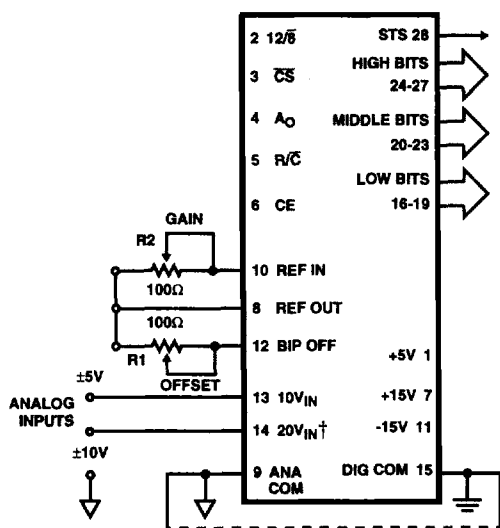 2 12/8̅
STS 28
HIGH BITS
24-27
3 C̅S̅
4 AO
MIDDLE BITS
20-23
5 R/C̅
LOW BITS
16-19
6 CE
GAIN
R2
100Ω
10 REF IN
8 REF OUT
100Ω
R1
OFFSET
12 BIP OFF
+5V 1
±5V
13 10VIN
+15V 7
ANALOG
INPUTS
14 20VIN†
-15V 11
±10V
9 ANA
COM
DIG COM 15